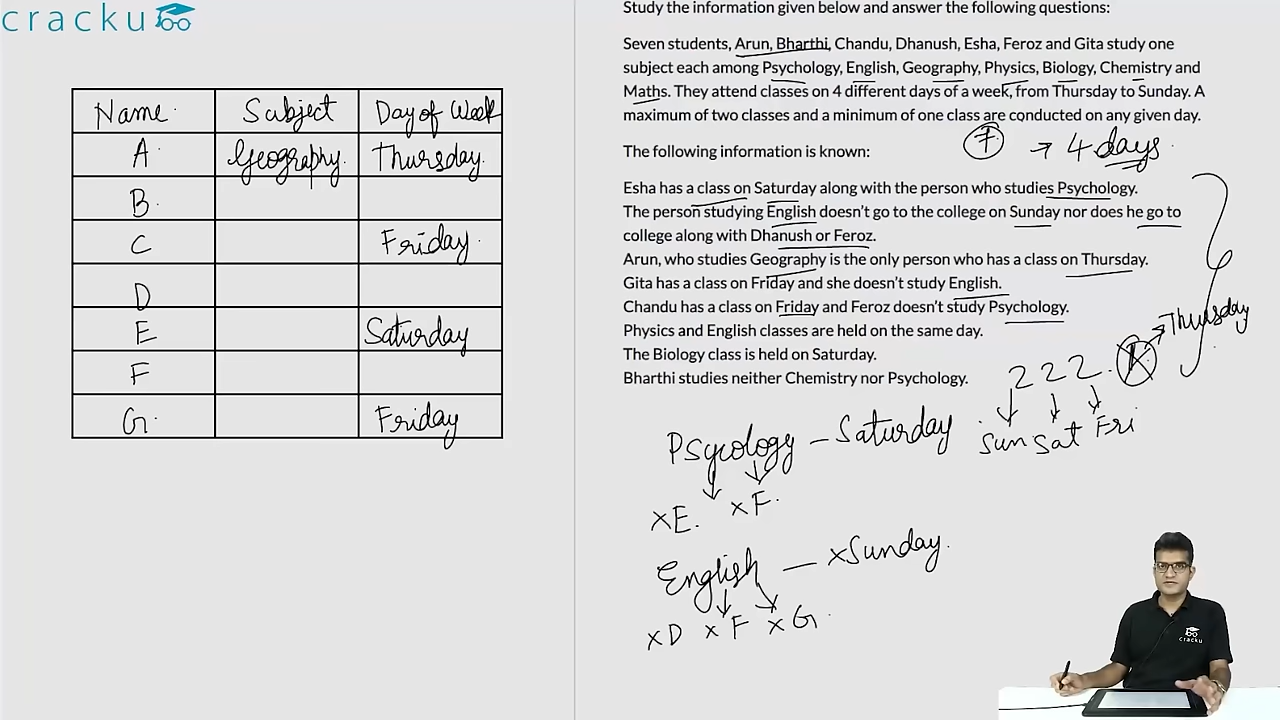 cracku
Name. Subject Day of Week
A. Geography. Thursday.
B.
C Friday.
D
E Saturday
F
G. Friday
Study the information given below and answer the following questions:
Seven students, Arun, Bharthi, Chandu, Dhanush, Esha, Feroz and Gita study one
subject each among Psychology, English, Geography, Physics, Biology, Chemistry and
Maths. They attend classes on 4 different days of a week, from Thursday to Sunday. A
maximum of two classes and a minimum of one class are conducted on any given day.
The following information is known:
7 → 4 days.
Esha has a class on Saturday along with the person who studies Psychology.
The person studying English doesn't go to the college on Sunday nor does he go to
college along with Dhanush or Feroz.
Arun, who studies Geography is the only person who has a class on Thursday.
Gita has a class on Friday and she doesn't study English.
Chandu has a class on Friday and Feroz doesn't study Psychology.
Physics and English classes are held on the same day.
The Biology class is held on Saturday.
Bharthi studies neither Chemistry nor Psychology.
2 2 2. 1 → Thursday
Sun Sat Fri
Psycology – Saturday
×E. ×F.
English – ×Sunday.
×D ×F ×G.
cracku